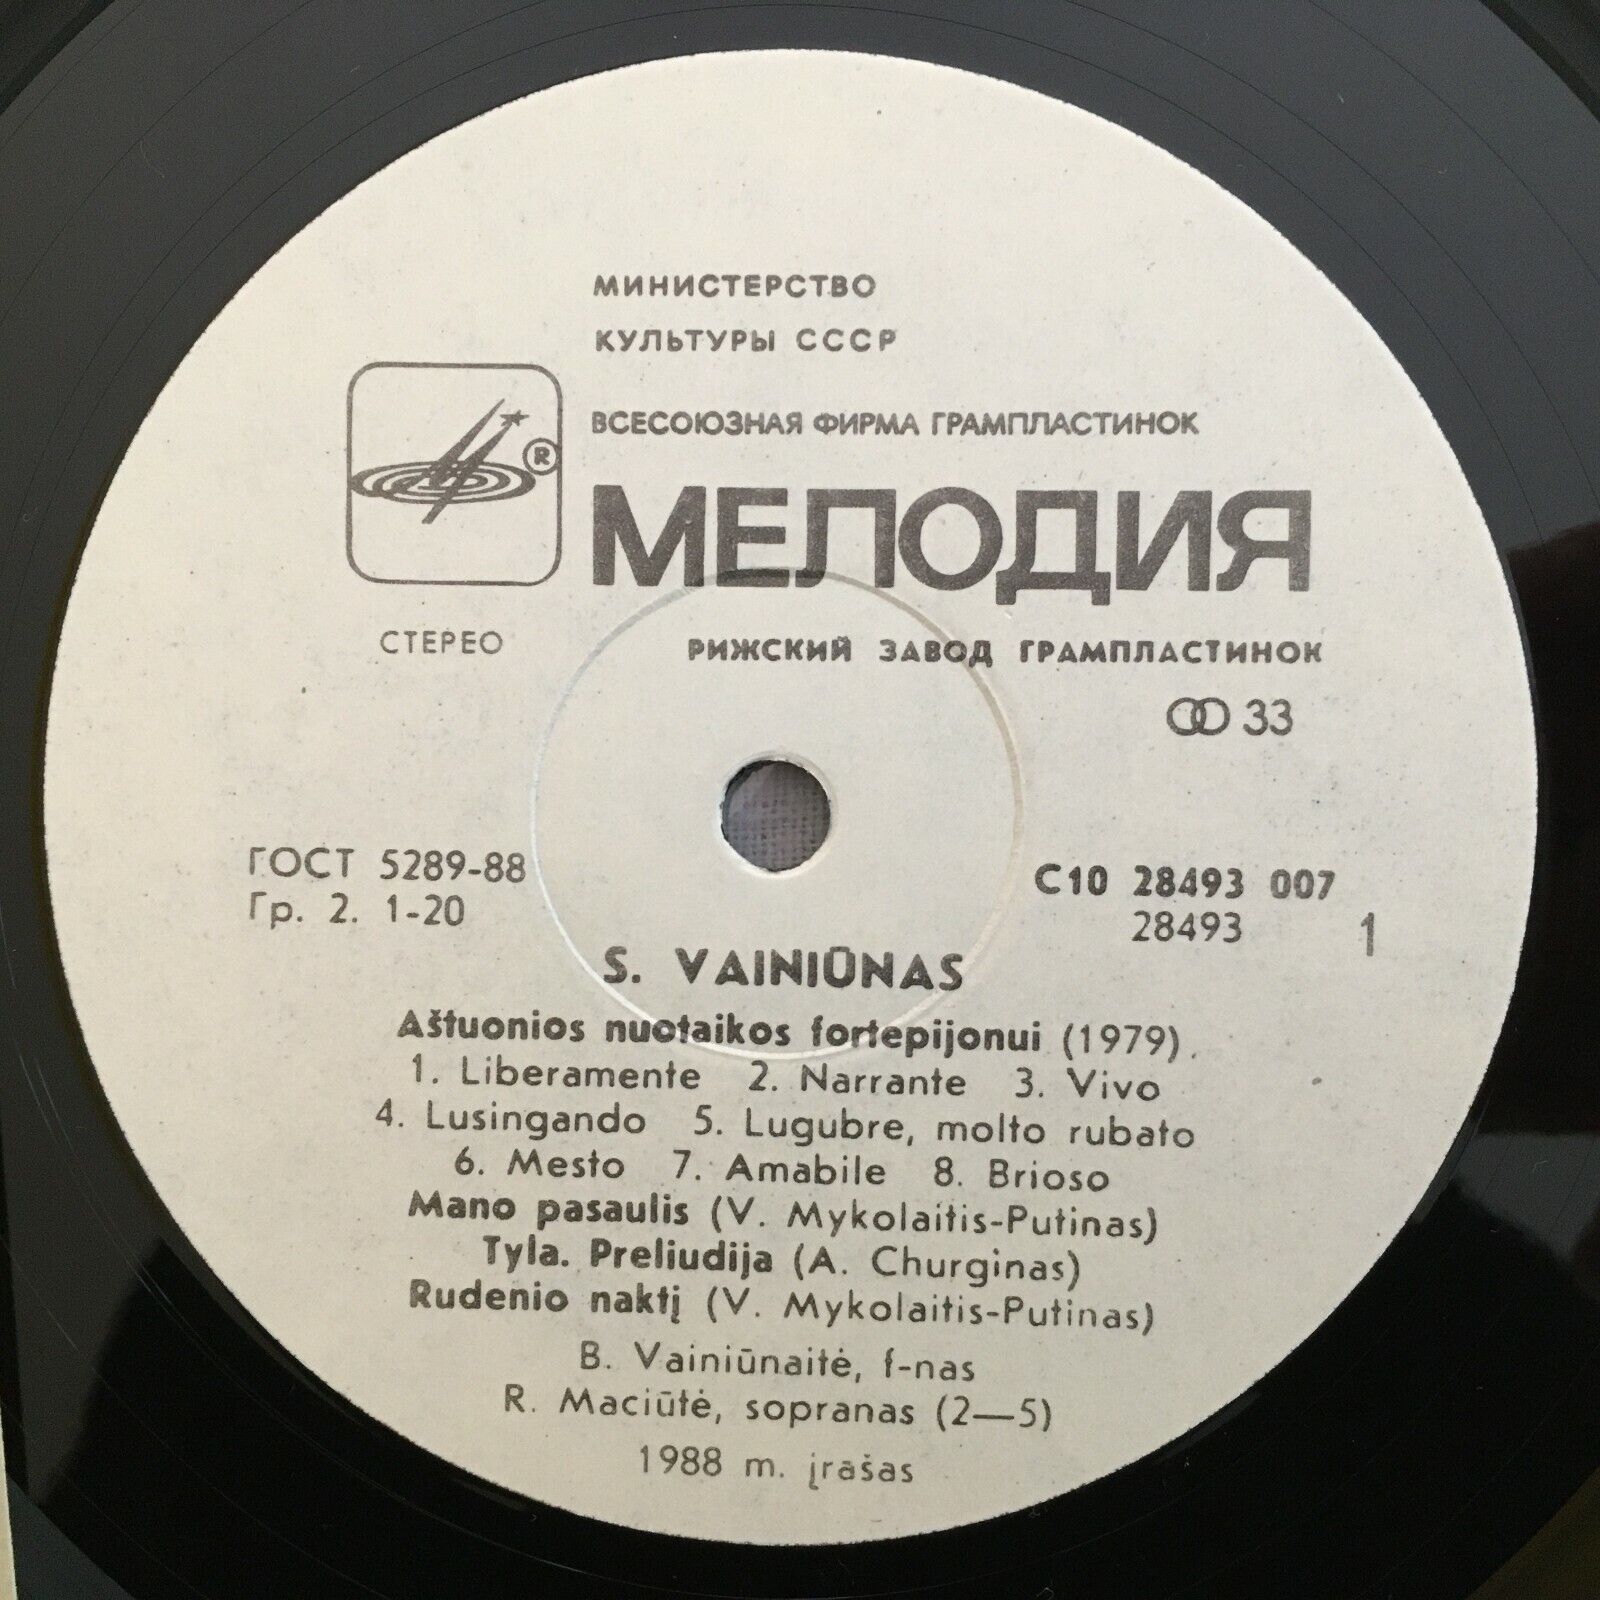 МИНИСТЕРСТВО
КУЛЬТУРЫ СССР
ВСЕСОЮЗНАЯ ФИРМА ГРАМПЛАСТИНОК
®
МЕЛОДИЯ
СТЕРЕО
РИЖСКИЙ ЗАВОД ГРАМПЛАСТИНОК
33
ГОСТ 5289-88
Гр. 2. 1-20
С10 28493 007
28493
1
S. VAINIŪNAS
Aštuonios nuotaikos fortepijonui (1979).
1. Liberamente 2. Narrante 3. Vivo
4. Lusingando 5. Lugubre, molto rubato
6. Mesto 7. Amabile 8. Brioso
Mano pasaulis (V. Mykolaitis-Putinas)
Tyla. Preliudija (A. Churginas)
Rudenio naktį (V. Mykolaitis-Putinas)
B. Vainiūnaitė, f-nas
R. Maciūtė, sopranas (2—5)
1988 m. įrašas